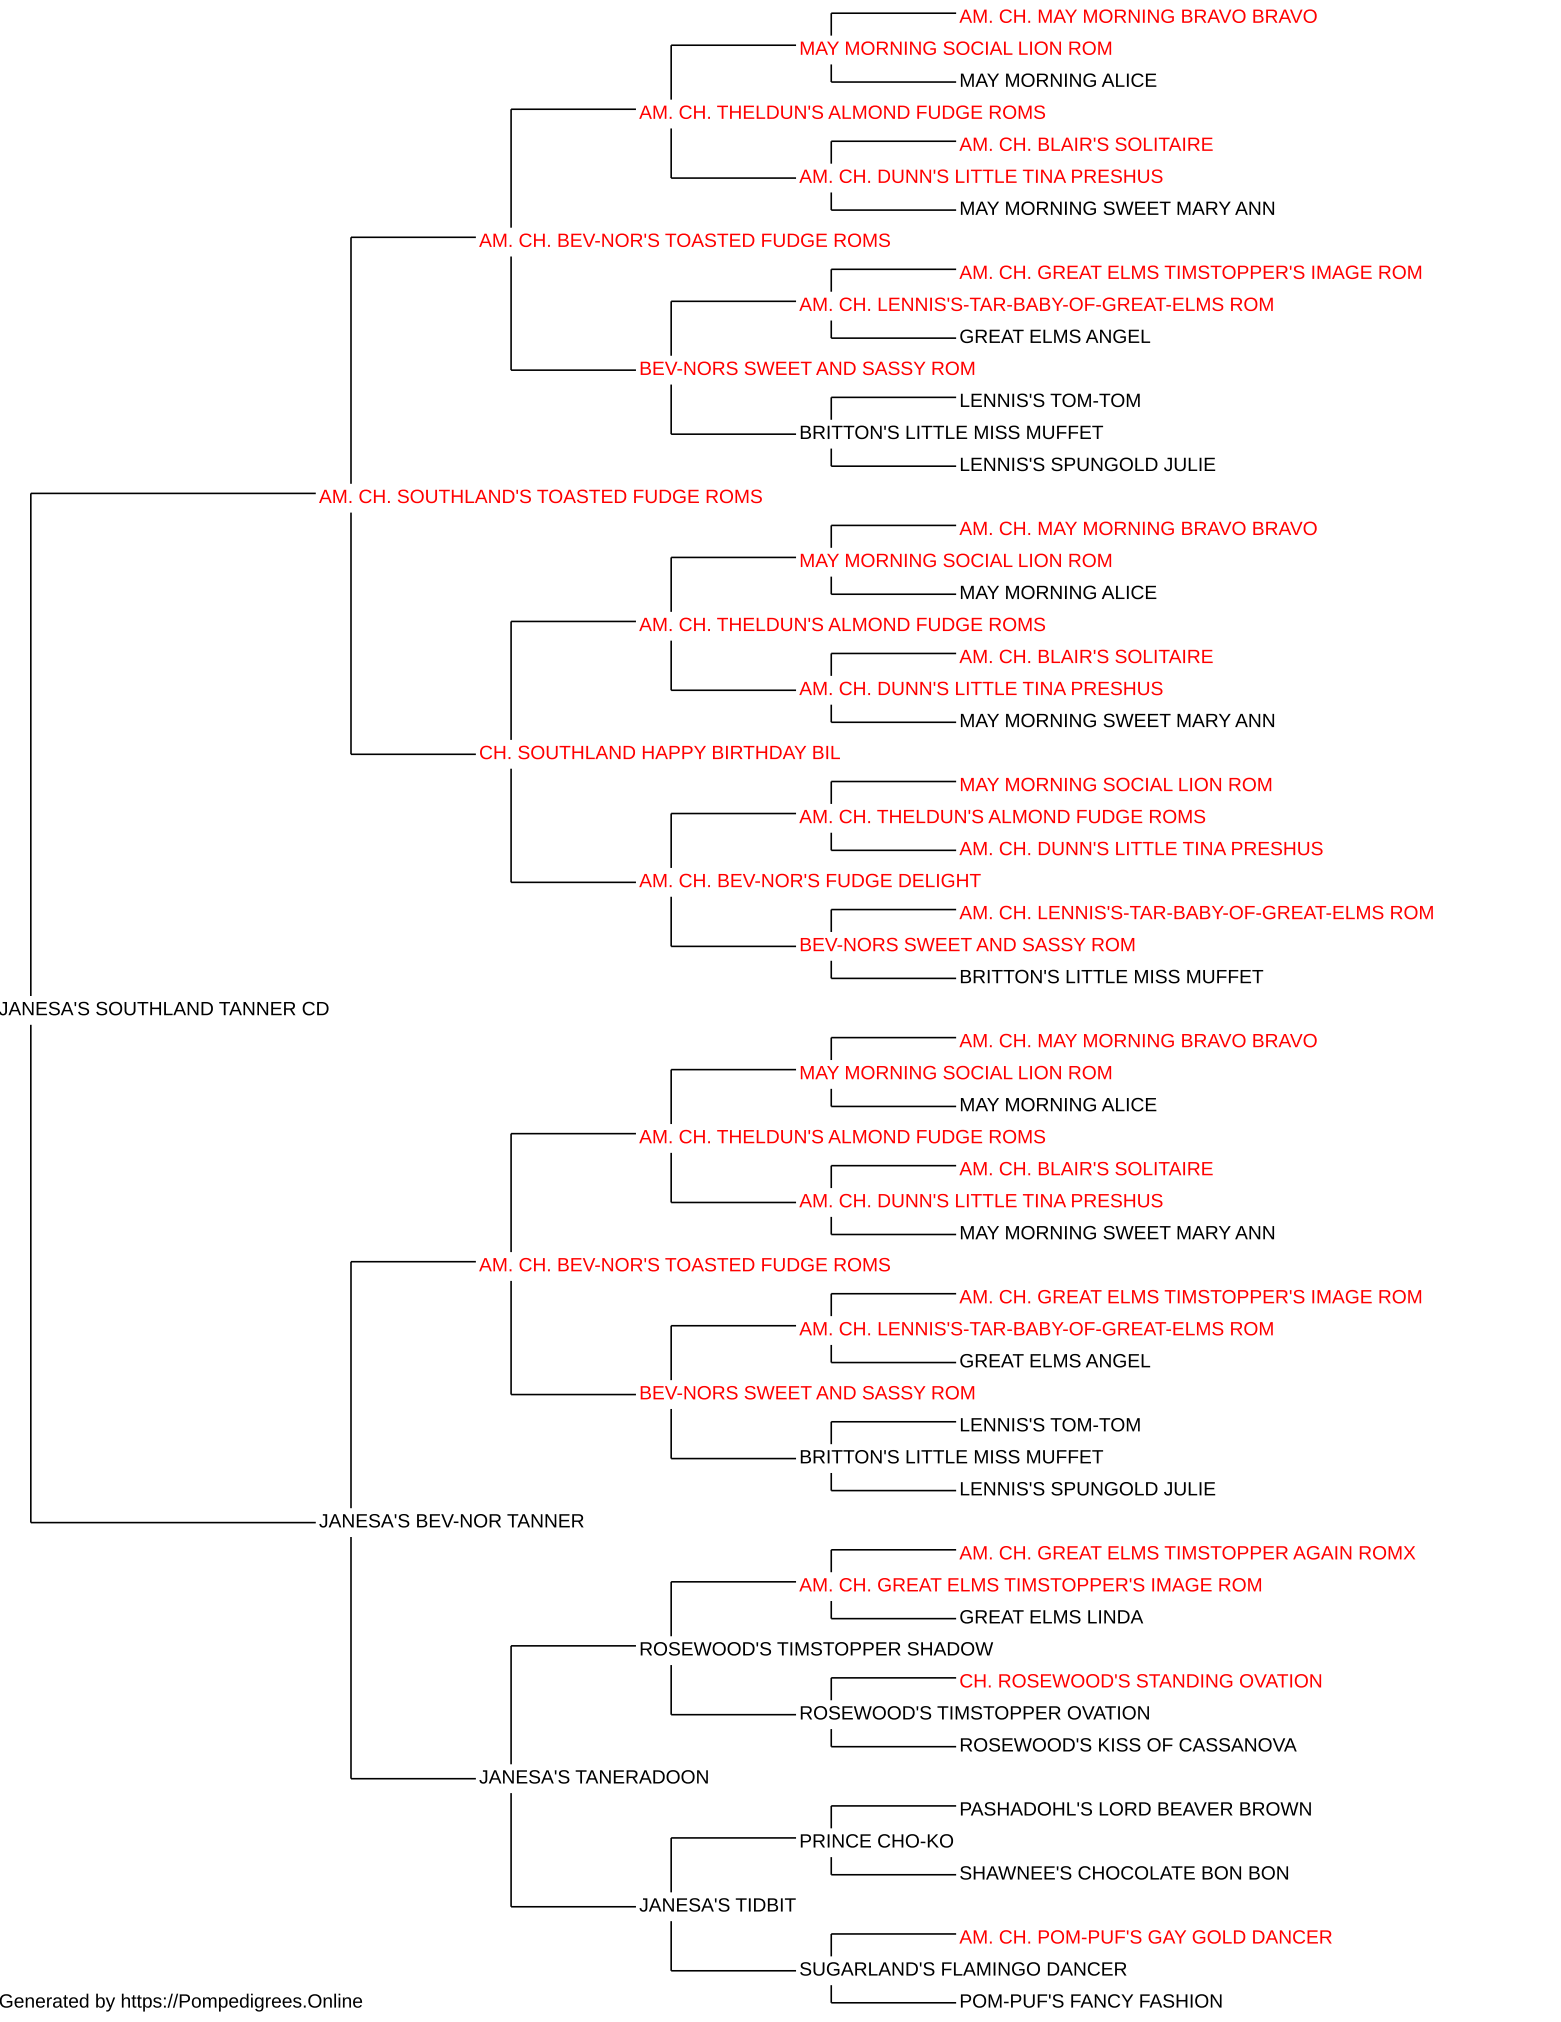 AM. CH. MAY MORNING BRAVO BRAVO
MAY MORNING SOCIAL LION ROM
MAY MORNING ALICE
AM. CH. THELDUN'S ALMOND FUDGE ROMS
AM. CH. BLAIR'S SOLITAIRE
AM. CH. DUNN'S LITTLE TINA PRESHUS
MAY MORNING SWEET MARY ANN
AM. CH. BEV-NOR'S TOASTED FUDGE ROMS
AM. CH. GREAT ELMS TIMSTOPPER'S IMAGE ROM
AM. CH. LENNIS'S-TAR-BABY-OF-GREAT-ELMS ROM
GREAT ELMS ANGEL
BEV-NORS SWEET AND SASSY ROM
LENNIS'S TOM-TOM
BRITTON'S LITTLE MISS MUFFET
LENNIS'S SPUNGOLD JULIE
AM. CH. SOUTHLAND'S TOASTED FUDGE ROMS
AM. CH. MAY MORNING BRAVO BRAVO
MAY MORNING SOCIAL LION ROM
MAY MORNING ALICE
AM. CH. THELDUN'S ALMOND FUDGE ROMS
AM. CH. BLAIR'S SOLITAIRE
AM. CH. DUNN'S LITTLE TINA PRESHUS
MAY MORNING SWEET MARY ANN
CH. SOUTHLAND HAPPY BIRTHDAY BIL
MAY MORNING SOCIAL LION ROM
AM. CH. THELDUN'S ALMOND FUDGE ROMS
AM. CH. DUNN'S LITTLE TINA PRESHUS
AM. CH. BEV-NOR'S FUDGE DELIGHT
AM. CH. LENNIS'S-TAR-BABY-OF-GREAT-ELMS ROM
BEV-NORS SWEET AND SASSY ROM
BRITTON'S LITTLE MISS MUFFET
JANESA'S SOUTHLAND TANNER CD
AM. CH. MAY MORNING BRAVO BRAVO
MAY MORNING SOCIAL LION ROM
MAY MORNING ALICE
AM. CH. THELDUN'S ALMOND FUDGE ROMS
AM. CH. BLAIR'S SOLITAIRE
AM. CH. DUNN'S LITTLE TINA PRESHUS
MAY MORNING SWEET MARY ANN
AM. CH. BEV-NOR'S TOASTED FUDGE ROMS
AM. CH. GREAT ELMS TIMSTOPPER'S IMAGE ROM
AM. CH. LENNIS'S-TAR-BABY-OF-GREAT-ELMS ROM
GREAT ELMS ANGEL
BEV-NORS SWEET AND SASSY ROM
LENNIS'S TOM-TOM
BRITTON'S LITTLE MISS MUFFET
LENNIS'S SPUNGOLD JULIE
JANESA'S BEV-NOR TANNER
AM. CH. GREAT ELMS TIMSTOPPER AGAIN ROMX
AM. CH. GREAT ELMS TIMSTOPPER'S IMAGE ROM
GREAT ELMS LINDA
ROSEWOOD'S TIMSTOPPER SHADOW
CH. ROSEWOOD'S STANDING OVATION
ROSEWOOD'S TIMSTOPPER OVATION
ROSEWOOD'S KISS OF CASSANOVA
JANESA'S TANERADOON
PASHADOHL'S LORD BEAVER BROWN
PRINCE CHO-KO
SHAWNEE'S CHOCOLATE BON BON
JANESA'S TIDBIT
AM. CH. POM-PUF'S GAY GOLD DANCER
SUGARLAND'S FLAMINGO DANCER
POM-PUF'S FANCY FASHION
Generated by https://Pompedigrees.Online